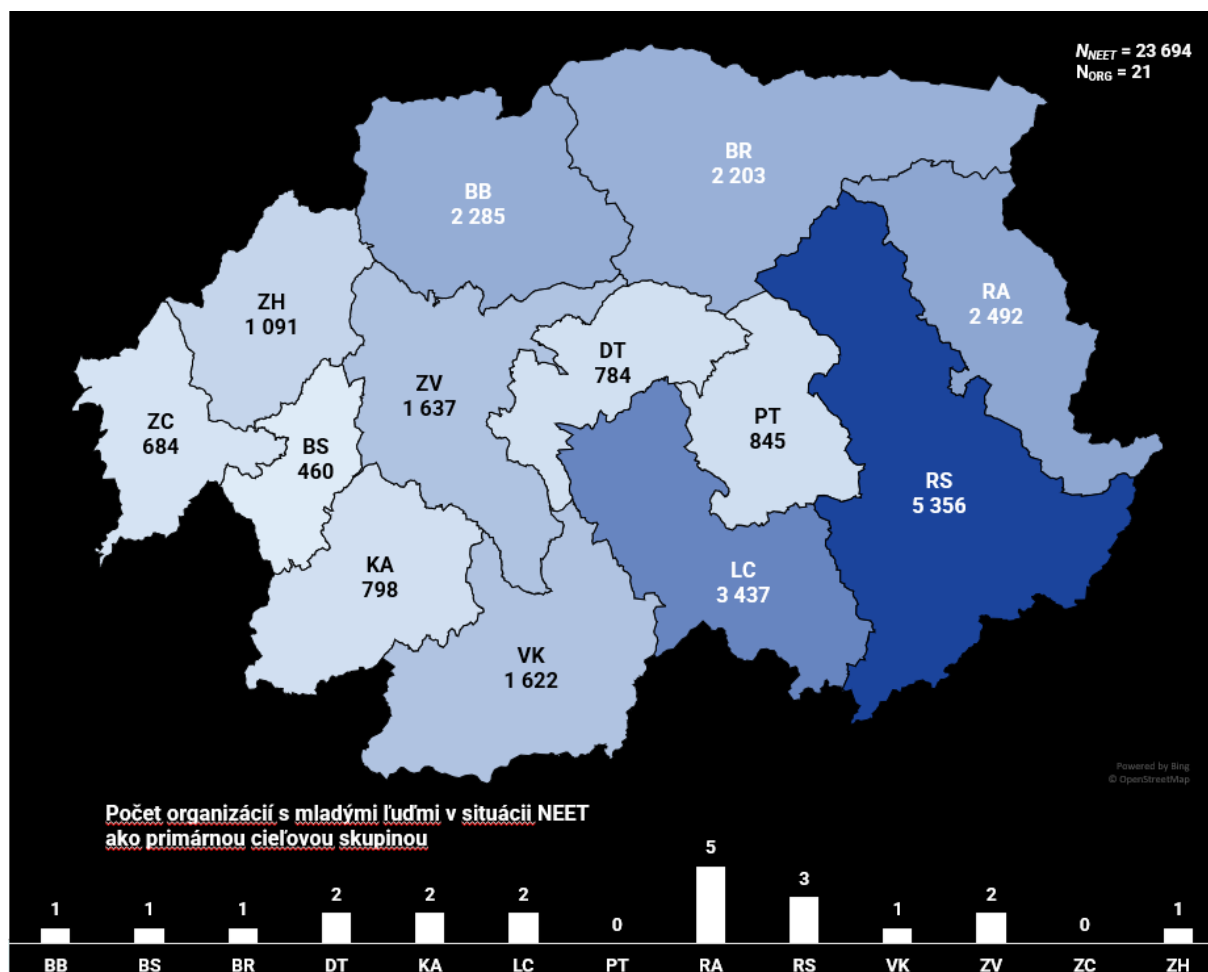 N_NEET = 23 694
N_ORG = 21
BR
2 203
BB
2 285
RA
2 492
ZH
1 091
DT
784
ZV
1 637
ZC
684
PT
845
BS
460
RS
5 356
KA
798
LC
3 437
VK
1 622
Powered by Bing
© OpenStreetMap
Počet organizácií s mladými ľuďmi v situácii NEET
ako primárnou cieľovou skupinou
1 1 1 2 2 2 0 5 3 1 2 0 1
BB BS BR DT KA LC PT RA RS VK ZV ZC ZH